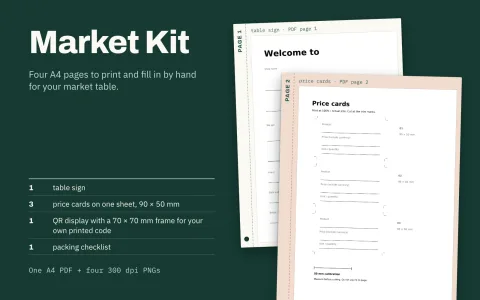 Market Kit
Four A4 pages to print and fill in by hand
for your market table.
1 table sign
3 price cards on one sheet, 90 × 50 mm
1 QR display with a 70 × 70 mm frame for your
own printed code
1 packing checklist
One A4 PDF + four 300 dpi PNGs
PAGE 1
table sign · PDF page 1
Welcome to
PAGE 2
price cards · PDF page 2
Price cards